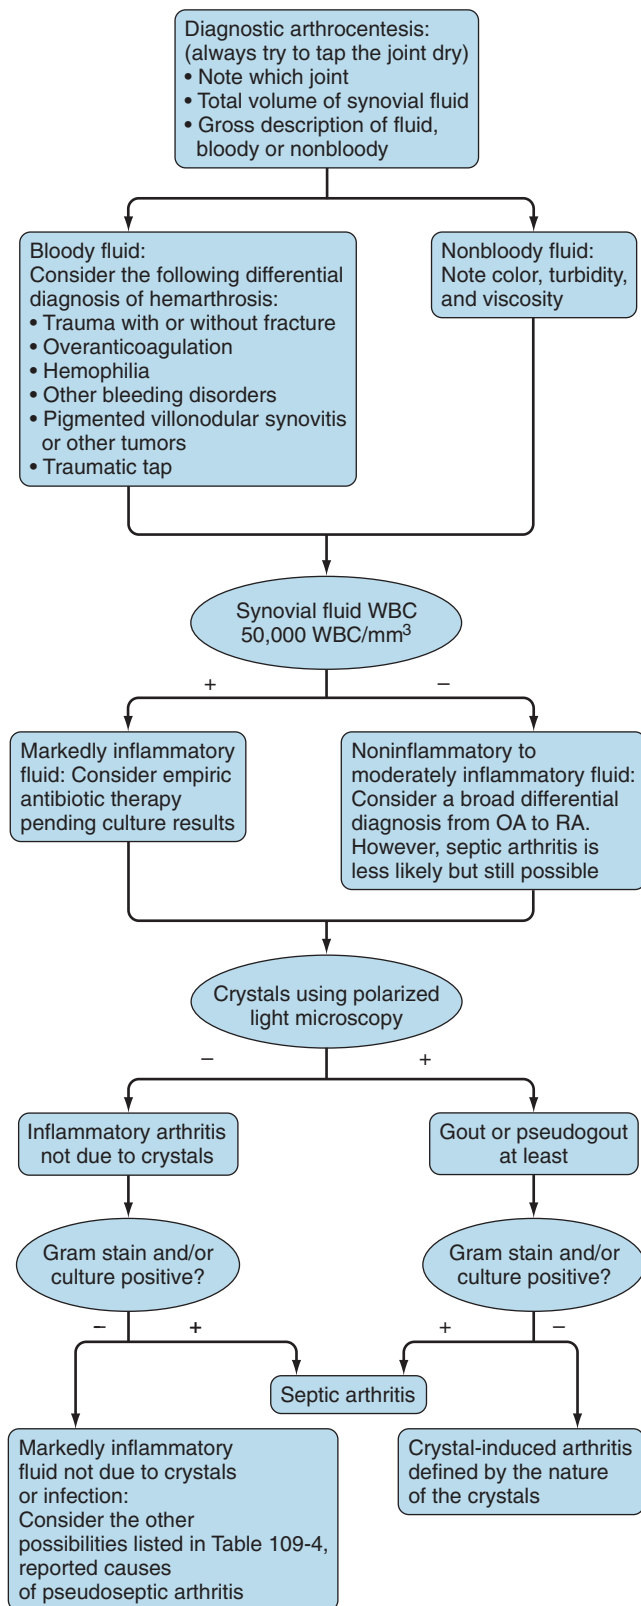 Diagnostic arthrocentesis:
(always try to tap the joint dry)
• Note which joint
• Total volume of synovial fluid
• Gross description of fluid,
bloody or nonbloody
Bloody fluid:
Consider the following differential
diagnosis of hemarthrosis:
• Trauma with or without fracture
• Overanticoagulation
• Hemophilia
• Other bleeding disorders
• Pigmented villonodular synovitis
or other tumors
• Traumatic tap
Nonbloody fluid:
Note color, turbidity,
and viscosity
Synovial fluid WBC
50,000 WBC/mm³
+
–
Markedly inflammatory
fluid: Consider empiric
antibiotic therapy
pending culture results
Noninflammatory to
moderately inflammatory fluid:
Consider a broad differential
diagnosis from OA to RA.
However, septic arthritis is
less likely but still possible
Crystals using polarized
light microscopy
–
+
Inflammatory arthritis
not due to crystals
Gout or pseudogout
at least
Gram stain and/or
culture positive?
Gram stain and/or
culture positive?
–
+
+
–
Septic arthritis
Markedly inflammatory
fluid not due to crystals
or infection:
Consider the other
possibilities listed in Table 109-4,
reported causes
of pseudoseptic arthritis
Crystal-induced arthritis
defined by the nature
of the crystals